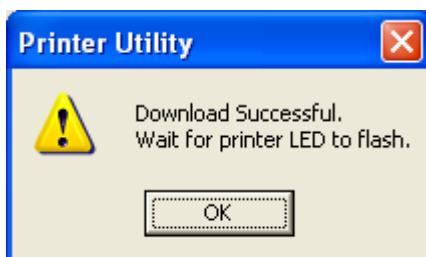 Printer Utility
Download Successful.
Wait for printer LED to flash.
OK